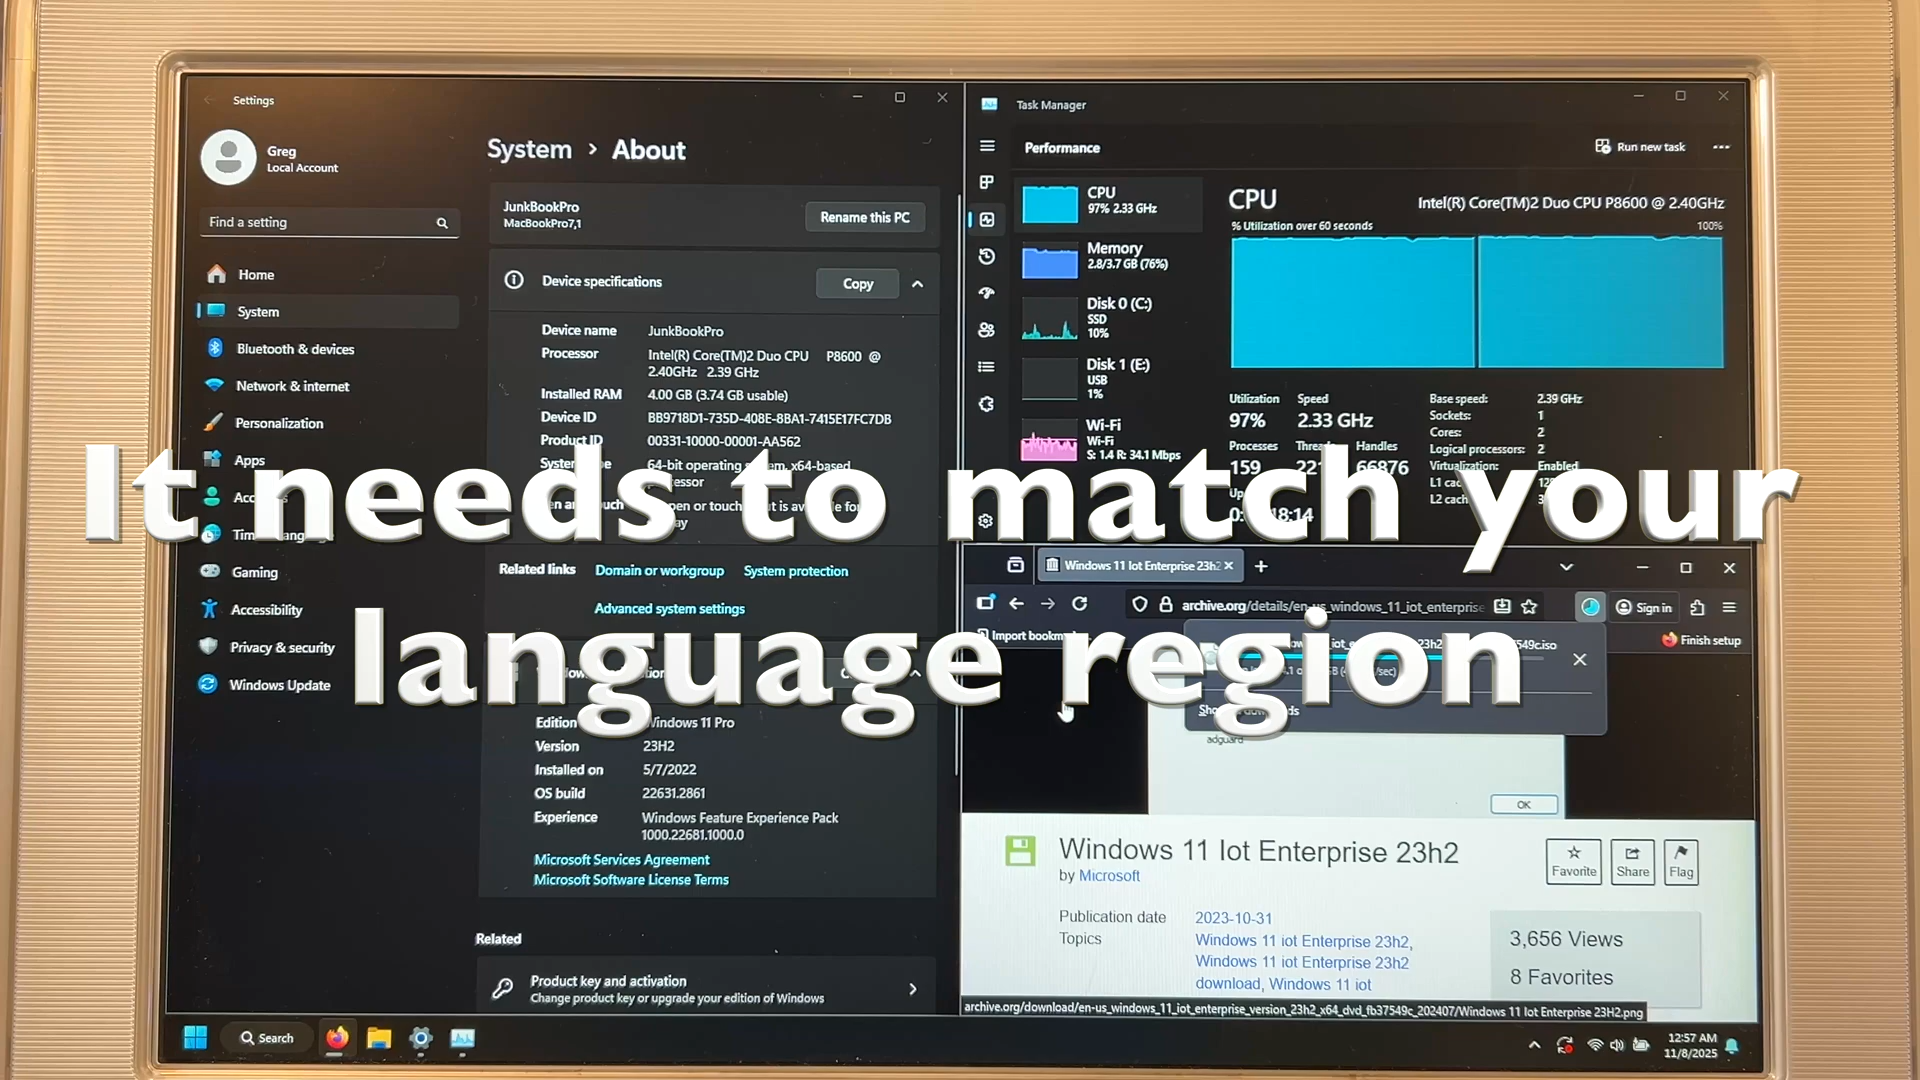 Settings
Greg
Local Account
Find a setting
Home
System
Bluetooth & devices
Network & internet
Personalization
Apps
Gaming
Accessibility
Privacy & security
Windows Update
System > About
JunkBookPro
MacBookPro7,1
Rename this PC
Device specifications
Copy
Device name JunkBookPro
Processor Intel(R) Core(TM)2 Duo CPU P8600 @
2.40GHz 2.39 GHz
Installed RAM 4.00 GB (3.74 GB usable)
Device ID BB9718D1-735D-408E-8BA1-7415E17FC7DB
Product ID 00331-10000-00001-AA562
64-bit operating x64-based
Related links Domain or workgroup System protection
Advanced system settings
Edition Windows 11 Pro
Version 23H2
Installed on 5/7/2022
OS build 22631.2861
Experience Windows Feature Experience Pack
1000.22681.1000.0
Microsoft Services Agreement
Microsoft Software License Terms
Related
Product key and activation
Change product key or upgrade your edition of Windows
Task Manager
Performance
Run new task
CPU
97% 2.33 GHz
Memory
2.8/3.7 GB (76%)
Disk 0 (C:)
SSD
10%
Disk 1 (E:)
USB
1%
Wi-Fi
Wi-Fi
S: 1.4 R: 34.1 Mbps
CPU Intel(R) Core(TM)2 Duo CPU P8600 @ 2.40GHz
% Utilization over 60 seconds 100%
Utilization Speed
97% 2.33 GHz
Processes Handles
159 66876
Base speed: 2.39 GHz
Sockets: 1
Cores: 2
Logical processors: 2
Virtualization: Enabled
It needs to match your
language region
Windows 11 Iot Enterprise 23h2
archive.org/details/en-us_windows_11_iot_enterprise
Sign in
Import
Finish setup
adguard
OK
Windows 11 Iot Enterprise 23h2
by Microsoft
Favorite
Share
Flag
Publication date 2023-10-31
Topics Windows 11 iot Enterprise 23h2,
Windows 11 iot Enterprise 23h2
download, Windows 11 iot
3,656 Views
8 Favorites
archive.org/download/en-us_windows_11_iot_enterprise_version_23h2_x64_dvd_fb37549c_202407/Windows 11 Iot Enterprise 23H2.png
Search
12:57 AM
11/8/2025